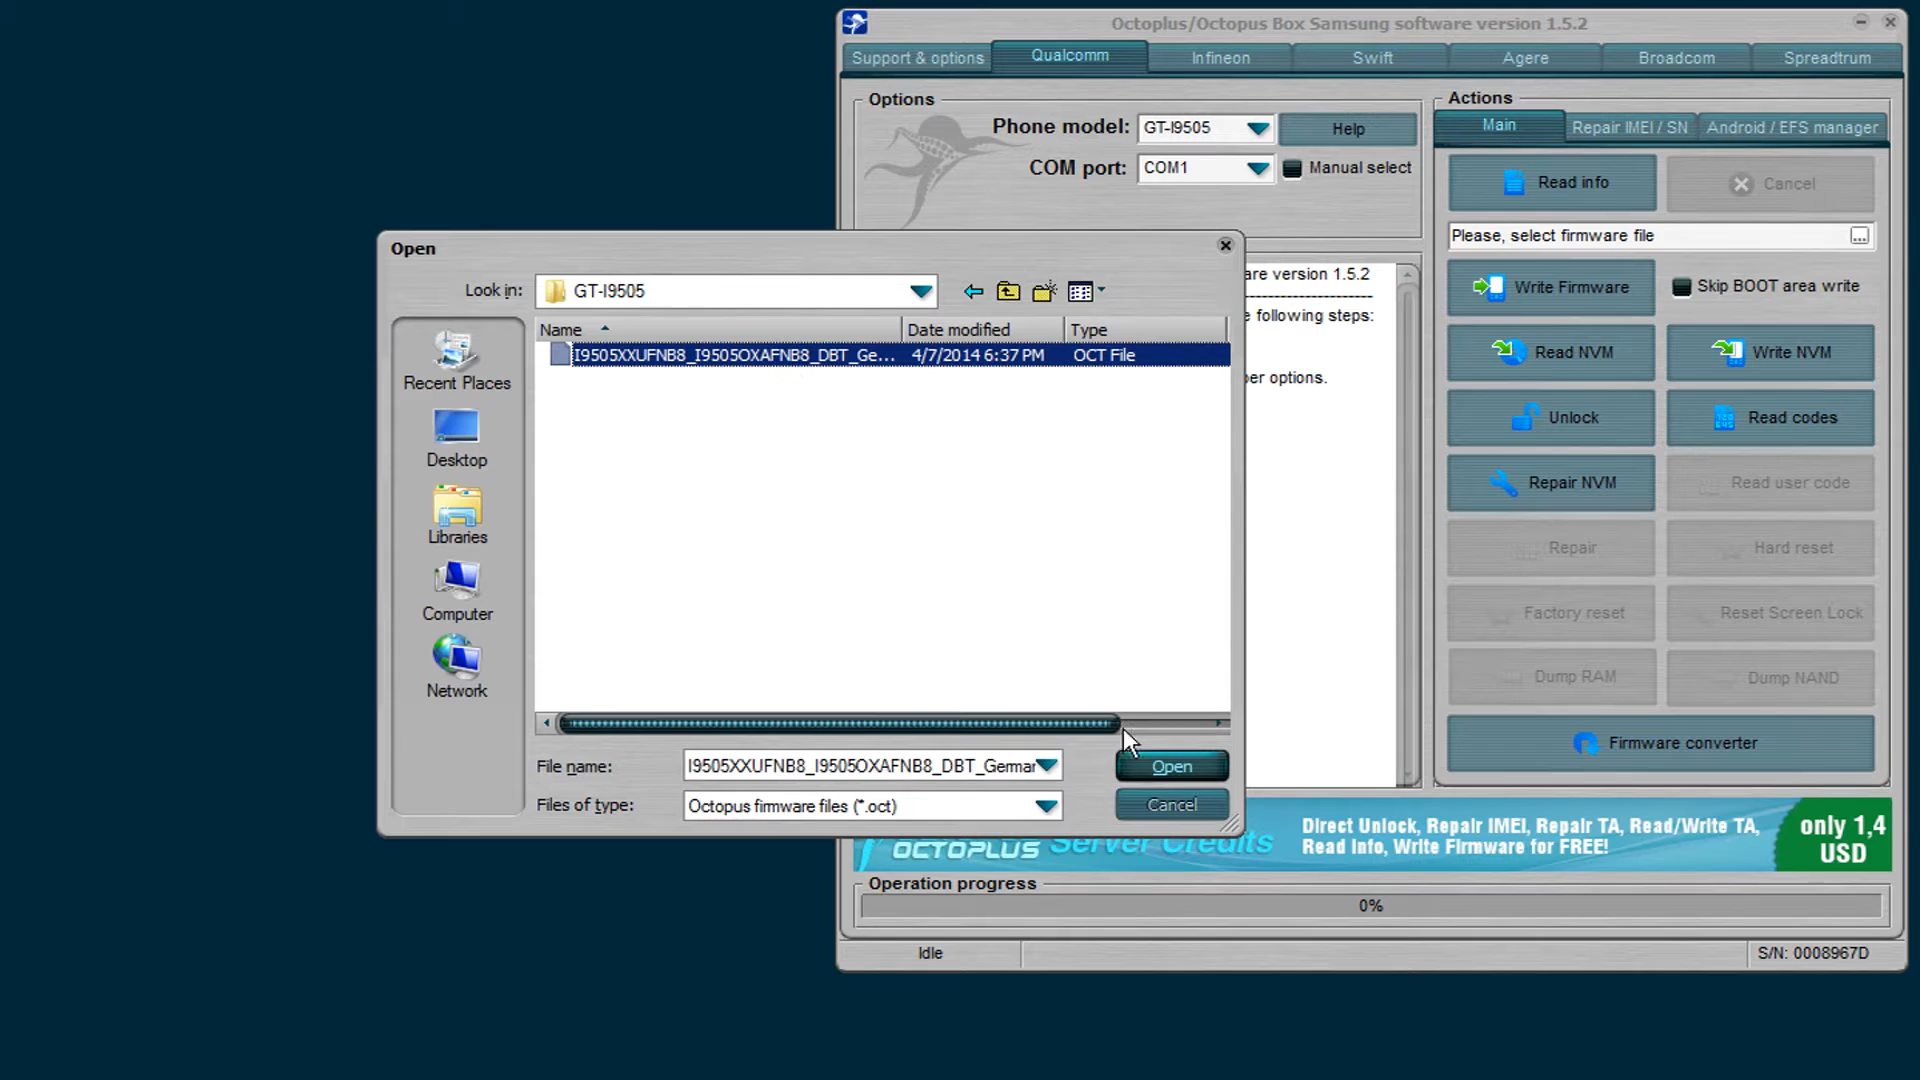 Octoplus/Octopus Box Samsung software version 1.5.2
Support & options
Qualcomm
Infineon
Swift
Agere
Broadcom
Spreadtrum
Options
Phone model:
GT-I9505
Help
COM port:
COM1
Manual select
Actions
Main
Repair IMEI / SN
Android / EFS manager
Read info
Cancel
Please, select firmware file
...
Write Firmware
Skip BOOT area write
Read NVM
Write NVM
Unlock
Read codes
Repair NVM
Read user code
Repair
Hard reset
Factory reset
Reset Screen Lock
Dump RAM
Dump NAND
Firmware converter
are version 1.5.2
--------------------------
e following steps:
er options.
Open
Look in:
GT-I9505
Name
Date modified
Type
I9505XXUFNB8_I9505OXAFNB8_DBT_Ge...
4/7/2014 6:37 PM
OCT File
Recent Places
Desktop
Libraries
Computer
Network
File name:
I9505XXUFNB8_I9505OXAFNB8_DBT_German
Open
Files of type:
Octopus firmware files (*.oct)
Cancel
OCTOPLUS
Server Credits
Direct Unlock, Repair IMEI, Repair TA, Read/Write TA,
Read Info, Write Firmware for FREE!
only 1,4
USD
Operation progress
0%
Idle
S/N: 0008967D